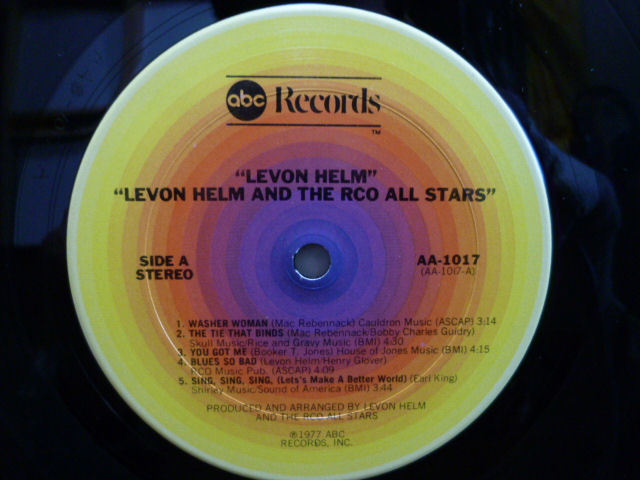 abc Records
TM
"LEVON HELM"
"LEVON HELM AND THE RCO ALL STARS"
SIDE A
STEREO
AA-1017
(AA-1017-A)
1. WASHER WOMAN (Mac Rebennack) Cauldron Music (ASCAP) 3:14
2. THE TIE THAT BINDS (Mac Rebennack/Bobby Charles Guidry)
Skull Music/Rice and Gravy Music (BMI) 4:30
3. YOU GOT ME (Booker T. Jones) House of Jones Music (BMI) 4:15
4. BLUES SO BAD (Levon Helm/Henry Glover)
RCO Music Pub. (ASCAP) 4:09
5. SING, SING, SING, (Lets's Make A Better World) (Earl King)
Shirley Music/Sound of America (BMI) 3:44
PRODUCED AND ARRANGED BY LEVON HELM
AND THE RCO ALL STARS
℗1977 ABC
RECORDS, INC.